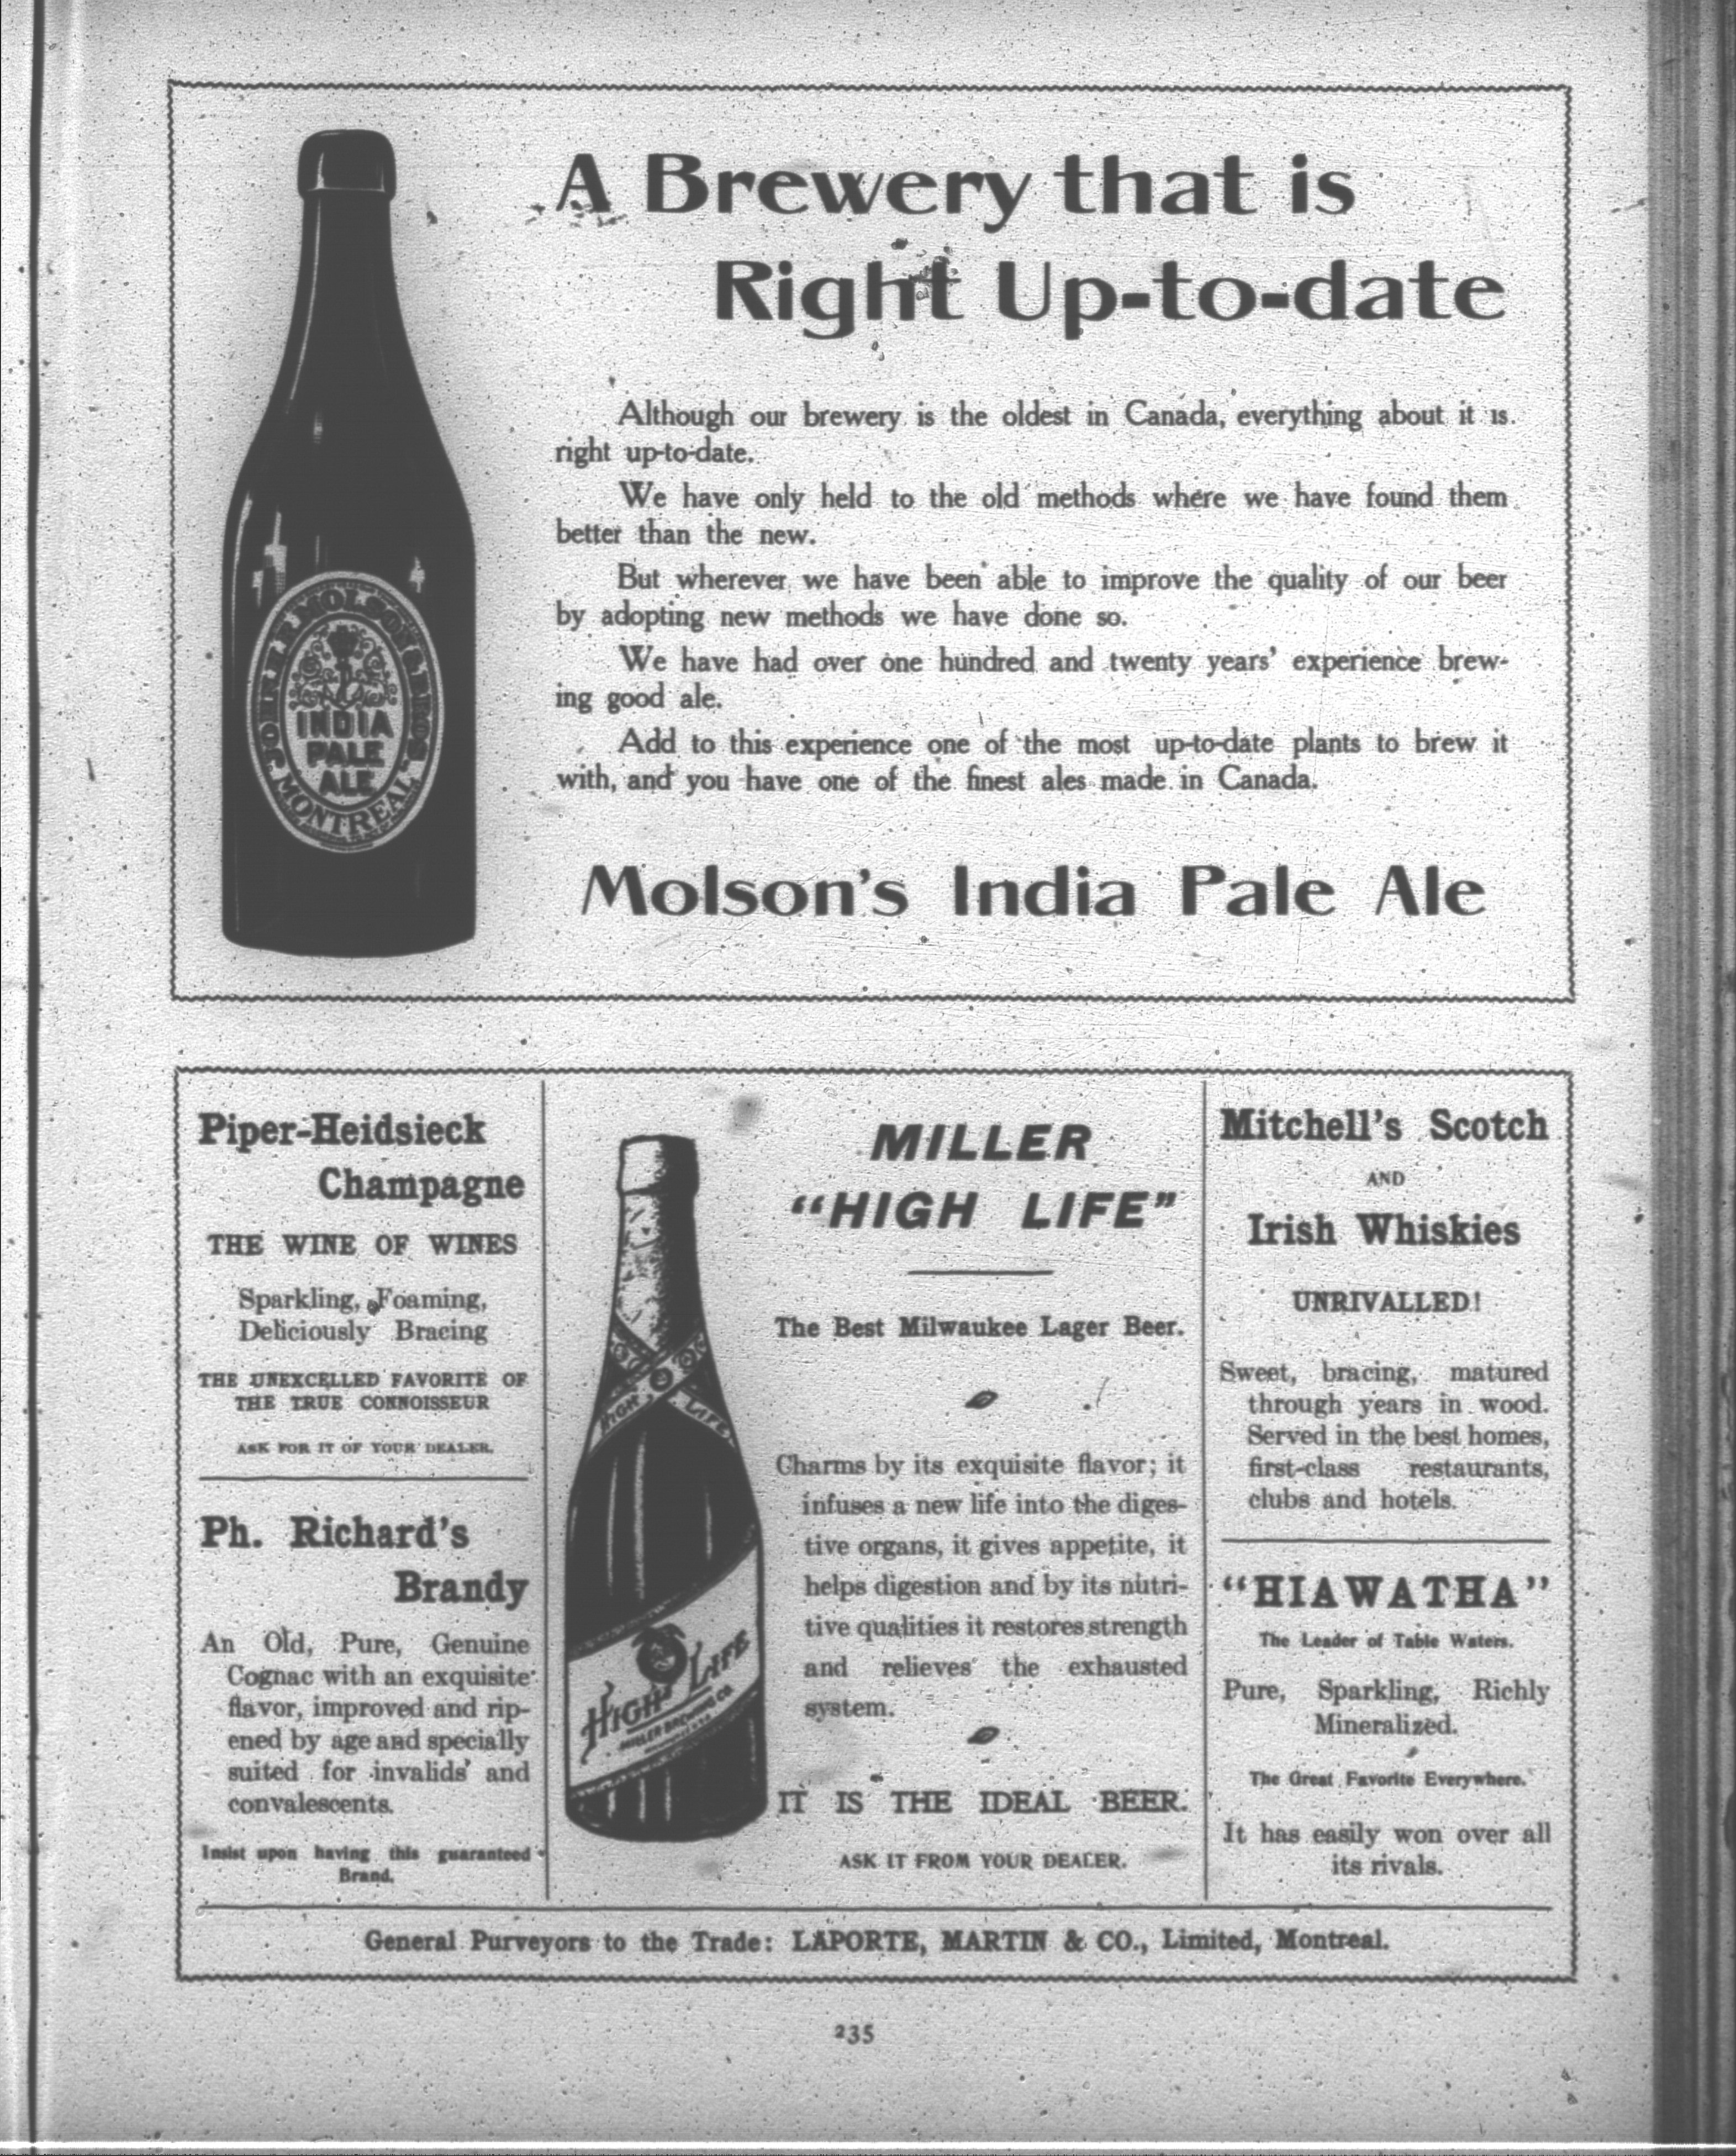 A Brewery that is
Right Up-to-date
Although our brewery is the oldest in Canada, everything about it is
right up-to-date.
We have only held to the old methods where we have found them
better than the new.
But wherever we have been able to improve the quality of our beer
by adopting new methods we have done so.
We have had over one hundred and twenty years' experience brew-
ing good ale.
Add to this experience one of the most up-to-date plants to brew it
with, and you have one of the finest ales made in Canada.
Molson's India Pale Ale
JOHN H R MOLSON & BROS
INDIA
PALE
ALE
MONTREAL
Piper-Heidsieck
Champagne
THE WINE OF WINES
Sparkling, Foaming,
Deliciously Bracing
THE UNEXCELLED FAVORITE OF
THE TRUE CONNOISSEUR
ASK FOR IT OF YOUR DEALER.
Ph. Richard's
Brandy
An Old, Pure, Genuine
Cognac with an exquisite
flavor, improved and rip-
ened by age and specially
suited for invalids and
convalescents.
Insist upon having this guaranteed
Brand.
HIGH LIFE
HIGH LIFE
MILLER BREWING CO.
MILLER
"HIGH LIFE"
The Best Milwaukee Lager Beer.
Charms by its exquisite flavor; it
infuses a new life into the diges-
tive organs, it gives appetite, it
helps digestion and by its nutri-
tive qualities it restores strength
and relieves the exhausted
system.
IT IS THE IDEAL BEER.
ASK IT FROM YOUR DEALER.
Mitchell's Scotch
AND
Irish Whiskies
UNRIVALLED!
Sweet, bracing, matured
through years in wood.
Served in the best homes,
first-class restaurants,
clubs and hotels.
"HIAWATHA"
The Leader of Table Waters.
Pure, Sparkling, Richly
Mineralized.
The Great Favorite Everywhere.
It has easily won over all
its rivals.
General Purveyors to the Trade: LAPORTE, MARTIN & CO., Limited, Montreal.
235